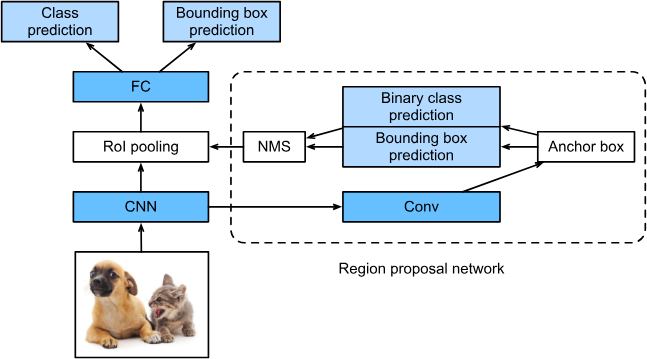 Class
prediction
Bounding box
prediction
FC
Binary class
prediction
RoI pooling
NMS
Bounding box
prediction
Anchor box
CNN
Conv
Region proposal network